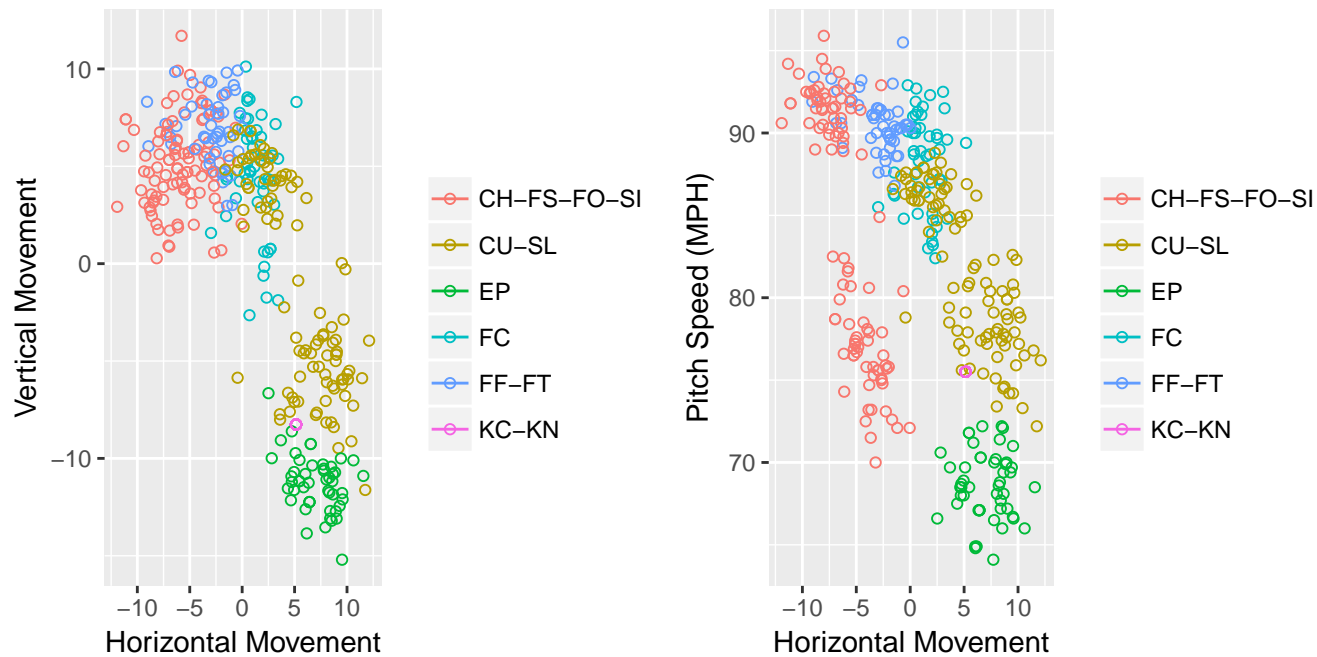 Vertical Movement
10
0
−10
−10 −5 0 5 10
Horizontal Movement
CH−FS−FO−SI
CU−SL
EP
FC
FF−FT
KC−KN
Pitch Speed (MPH)
90
80
70
−10 −5 0 5 10
Horizontal Movement
CH−FS−FO−SI
CU−SL
EP
FC
FF−FT
KC−KN